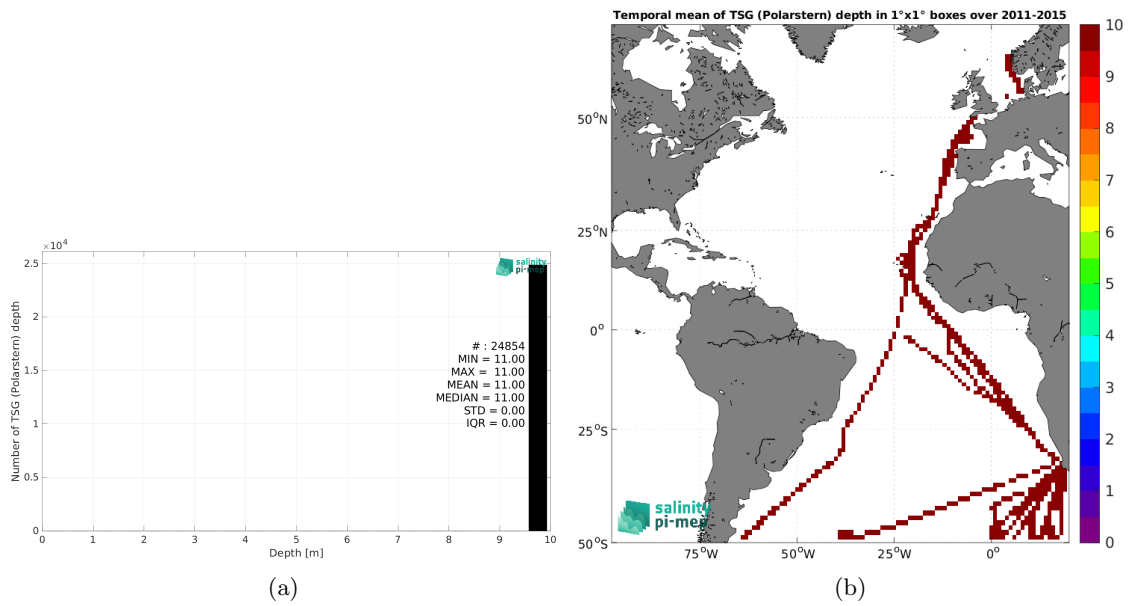 ×10⁴
2.5
2
1.5
1
0.5
0
Number of TSG (Polarstern) depth
salinity
pi-mep
# : 24854
MIN = 11.00
MAX = 11.00
MEAN = 11.00
MEDIAN = 11.00
STD = 0.00
IQR = 0.00
0 1 2 3 4 5 6 7 8 9 10
Depth [m]
(a)
Temporal mean of TSG (Polarstern) depth in 1°x1° boxes over 2011-2015
50°N
25°N
0°
25°S
50°S
75°W 50°W 25°W 0°
salinity
pi-mep
10
9
8
7
6
5
4
3
2
1
0
(b)